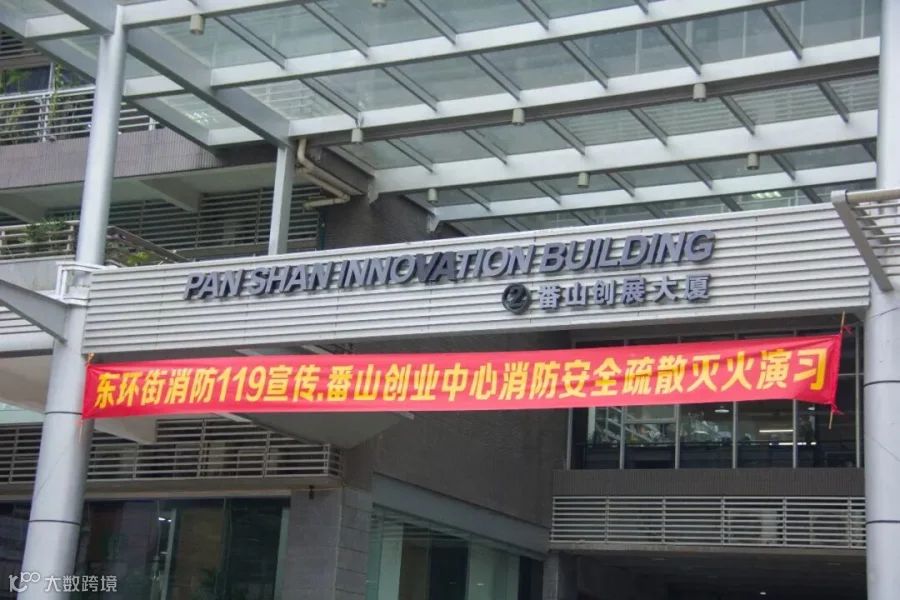 PAN SHAN INNOVATION BUILDING
番山创展大厦
东环街消防119宣传,番山创业中心消防安全疏散灭火演习
大数跨境